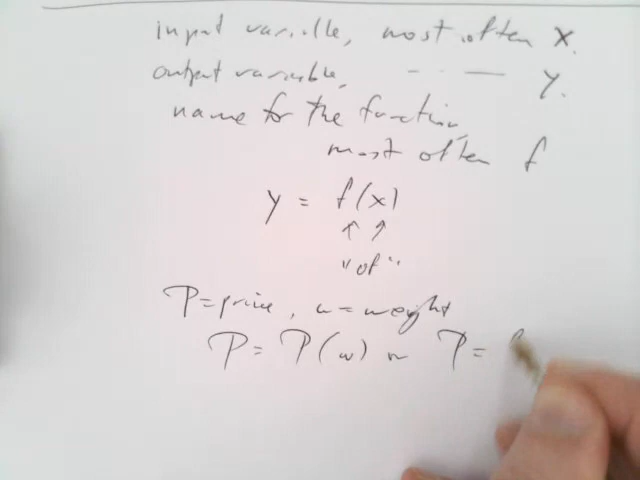 input variable, most often x.
output variable, - . - — y.
name for the function,
most often f
y = f(x)
↑ ↑
"of"
P = price, w = weight
P = P(w) or P = f